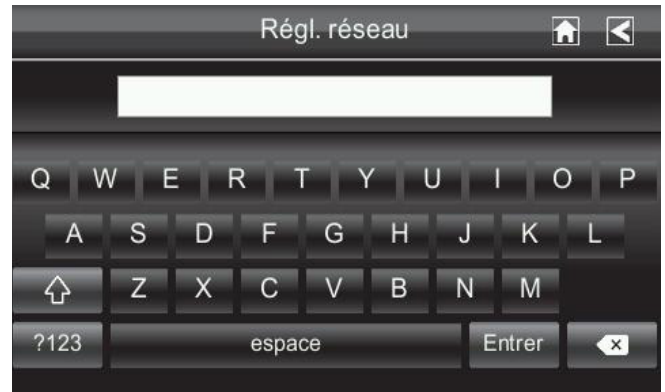 Régl. réseau
Q W E R T Y U I O P
A S D F G H J K L
Z X C V B N M
?123 espace Entrer